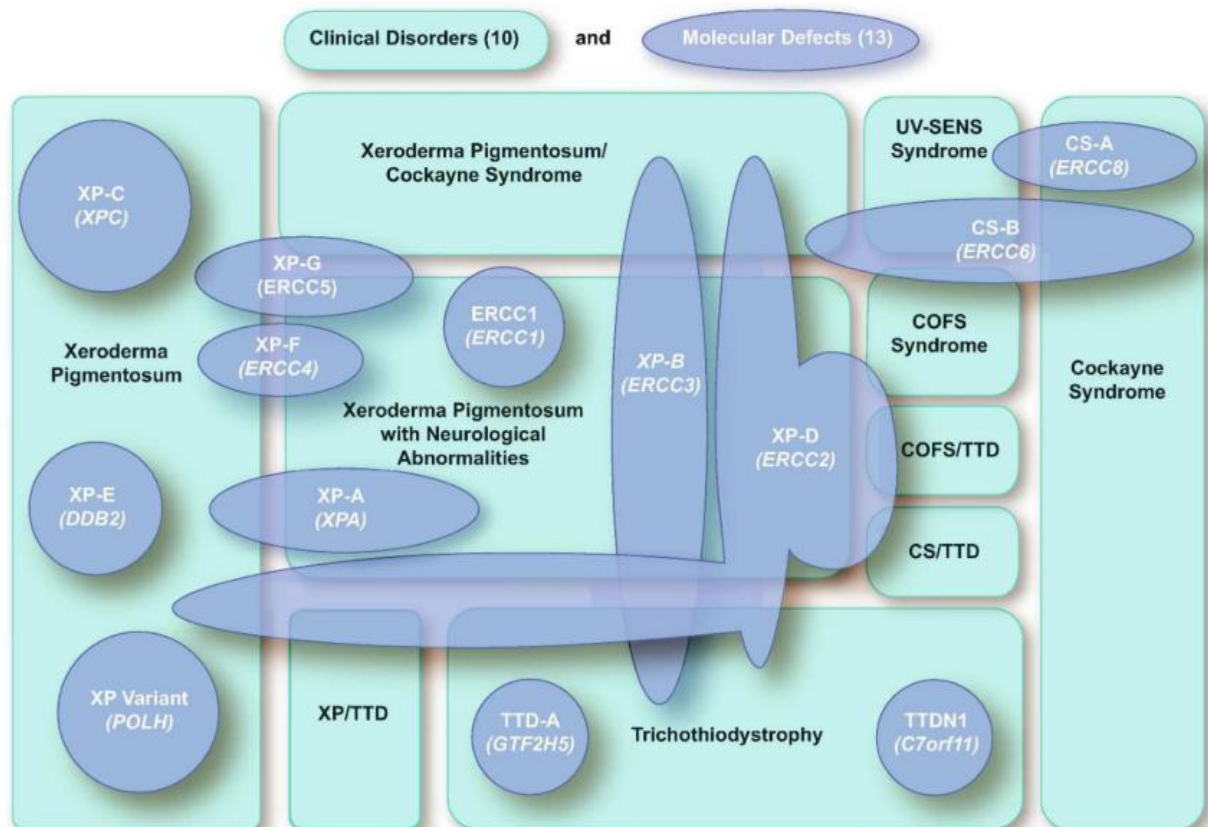 Clinical Disorders (10)
and
Molecular Defects (13)
XP-C
(XPC)
Xeroderma Pigmentosum/
Cockayne Syndrome
UV-SENS
Syndrome
CS-A
(ERCC8)
CS-B
(ERCC6)
XP-G
(ERCC5)
ERCC1
(ERCC1)
XP-F
(ERCC4)
Xeroderma
Pigmentosum
XP-B
(ERCC3)
COFS
Syndrome
Cockayne
Syndrome
Xeroderma Pigmentosum
with Neurological
Abnormalities
XP-D
(ERCC2)
COFS/TTD
XP-E
(DDB2)
XP-A
(XPA)
CS/TTD
XP Variant
(POLH)
XP/TTD
TTD-A
(GTF2H5)
Trichothiodystrophy
TTDN1
(C7orf11)